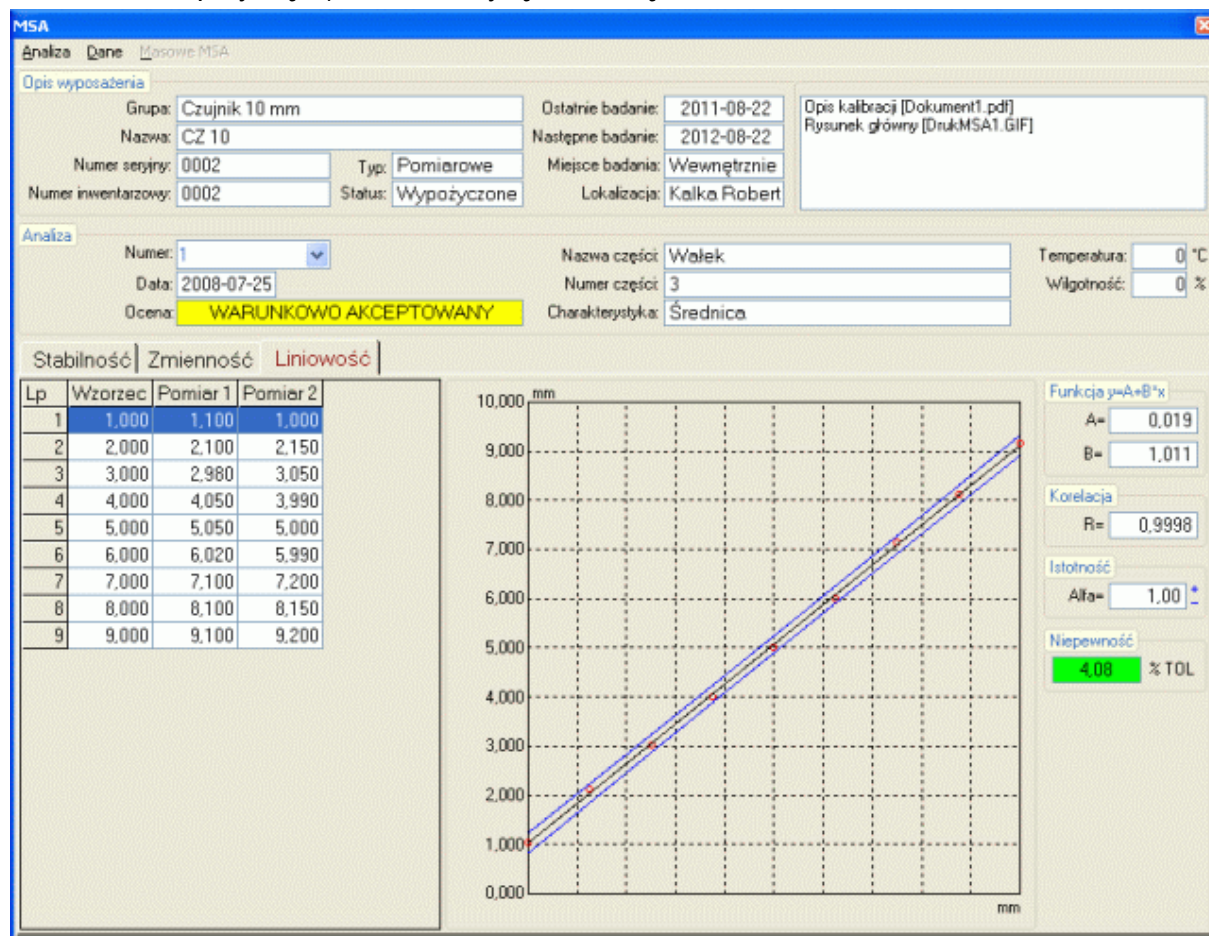 MSA
Analiza Dane Masowe MSA
Opis wyposażenia
Grupa: Czujnik 10 mm
Nazwa: CZ 10
Numer seryjny: 0002
Typ: Pomiarowe
Numer inwentarzowy: 0002
Status: Wypożyczone
Ostatnie badanie: 2011-08-22
Następne badanie: 2012-08-22
Miejsce badania: Wewnętrznie
Lokalizacja: Kalka Robert
Opis kalibracji [Dokument1.pdf]
Rysunek główny [DrukMSA1.GIF]
Analiza
Numer: 1
Data: 2008-07-25
Ocena: WARUNKOWO AKCEPTOWANY
Nazwa części: Wałek
Numer części: 3
Charakterystyka: Średnica
Temperatura: 0 °C
Wilgotność: 0 %
Stabilność Zmienność Liniowość
Lp Wzorzec Pomiar 1 Pomiar 2
1 1,000 1,100 1,000
2 2,000 2,100 2,150
3 3,000 2,980 3,050
4 4,000 4,050 3,990
5 5,000 5,050 5,000
6 6,000 6,020 5,990
7 7,000 7,100 7,200
8 8,000 8,100 8,150
9 9,000 9,100 9,200
mm
10,000
9,000
8,000
7,000
6,000
5,000
4,000
3,000
2,000
1,000
0,000
mm
Funkcja y=A+B*x
A= 0,019
B= 1,011
Korelacja
R= 0,9998
Istotność
Alfa= 1,00 + -
Niepewność
4,08 % TOL